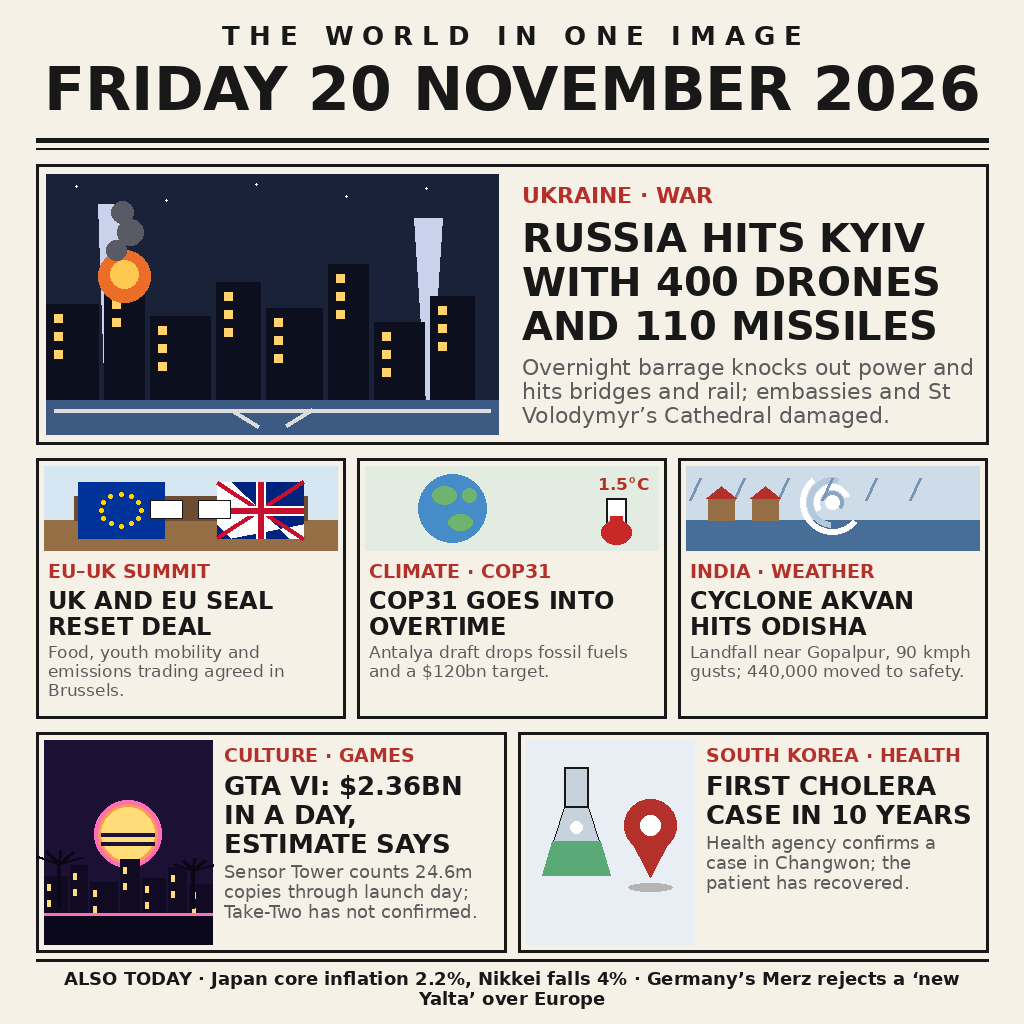 THE WORLD IN ONE IMAGE
FRIDAY 20 NOVEMBER 2026
UKRAINE · WAR
RUSSIA HITS KYIV
WITH 400 DRONES
AND 110 MISSILES
Overnight barrage knocks out power and
hits bridges and rail; embassies and St
Volodymyr’s Cathedral damaged.
EU–UK SUMMIT
UK AND EU SEAL
RESET DEAL
Food, youth mobility and
emissions trading agreed in
Brussels.
1.5°C
CLIMATE · COP31
COP31 GOES INTO
OVERTIME
Antalya draft drops fossil fuels
and a $120bn target.
INDIA · WEATHER
CYCLONE AKVAN
HITS ODISHA
Landfall near Gopalpur, 90 kmph
gusts; 440,000 moved to safety.
CULTURE · GAMES
GTA VI: $2.36BN
IN A DAY,
ESTIMATE SAYS
Sensor Tower counts 24.6m
copies through launch day;
Take-Two has not confirmed.
SOUTH KOREA · HEALTH
FIRST CHOLERA
CASE IN 10 YEARS
Health agency confirms a
case in Changwon; the
patient has recovered.
ALSO TODAY · Japan core inflation 2.2%, Nikkei falls 4% · Germany’s Merz rejects a ‘new
Yalta’ over Europe